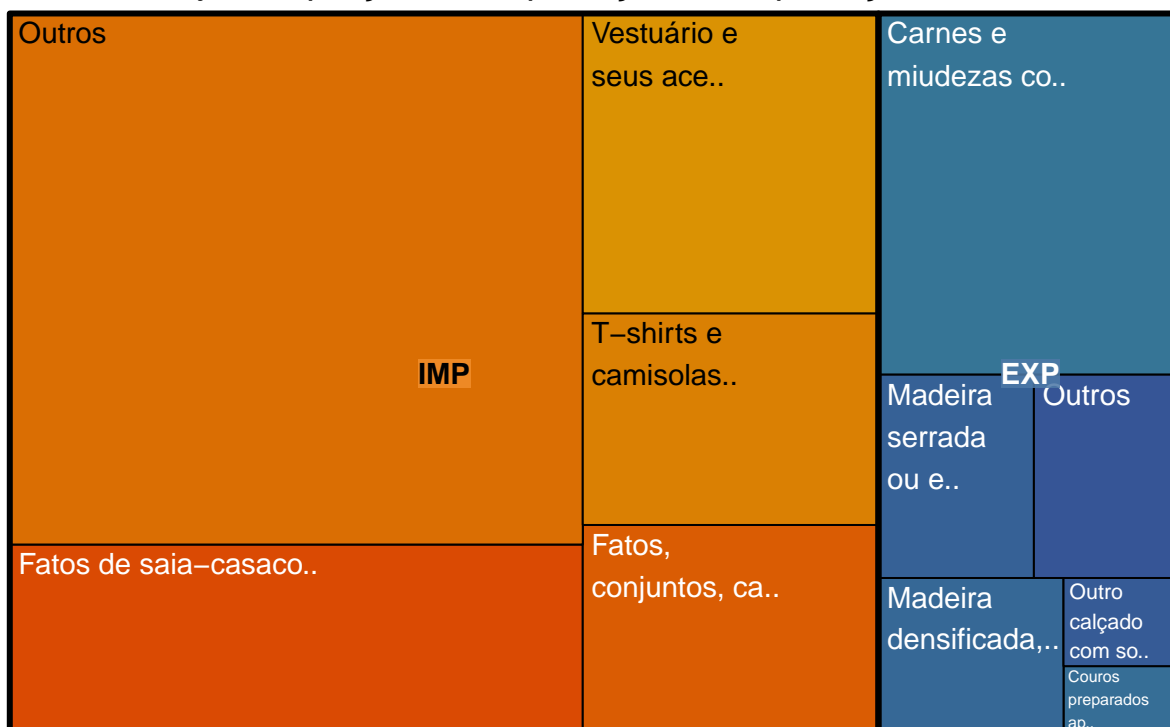 Outros
Vestuário e
seus ace..
T−shirts e
camisolas..
IMP
Fatos de saia−casaco..
Fatos,
conjuntos, ca..
Carnes e
miudezas co..
EXP
Madeira
serrada
ou e..
Outros
Madeira
densificada,..
Outro
calçado
com so..
Couros
preparados
ap..